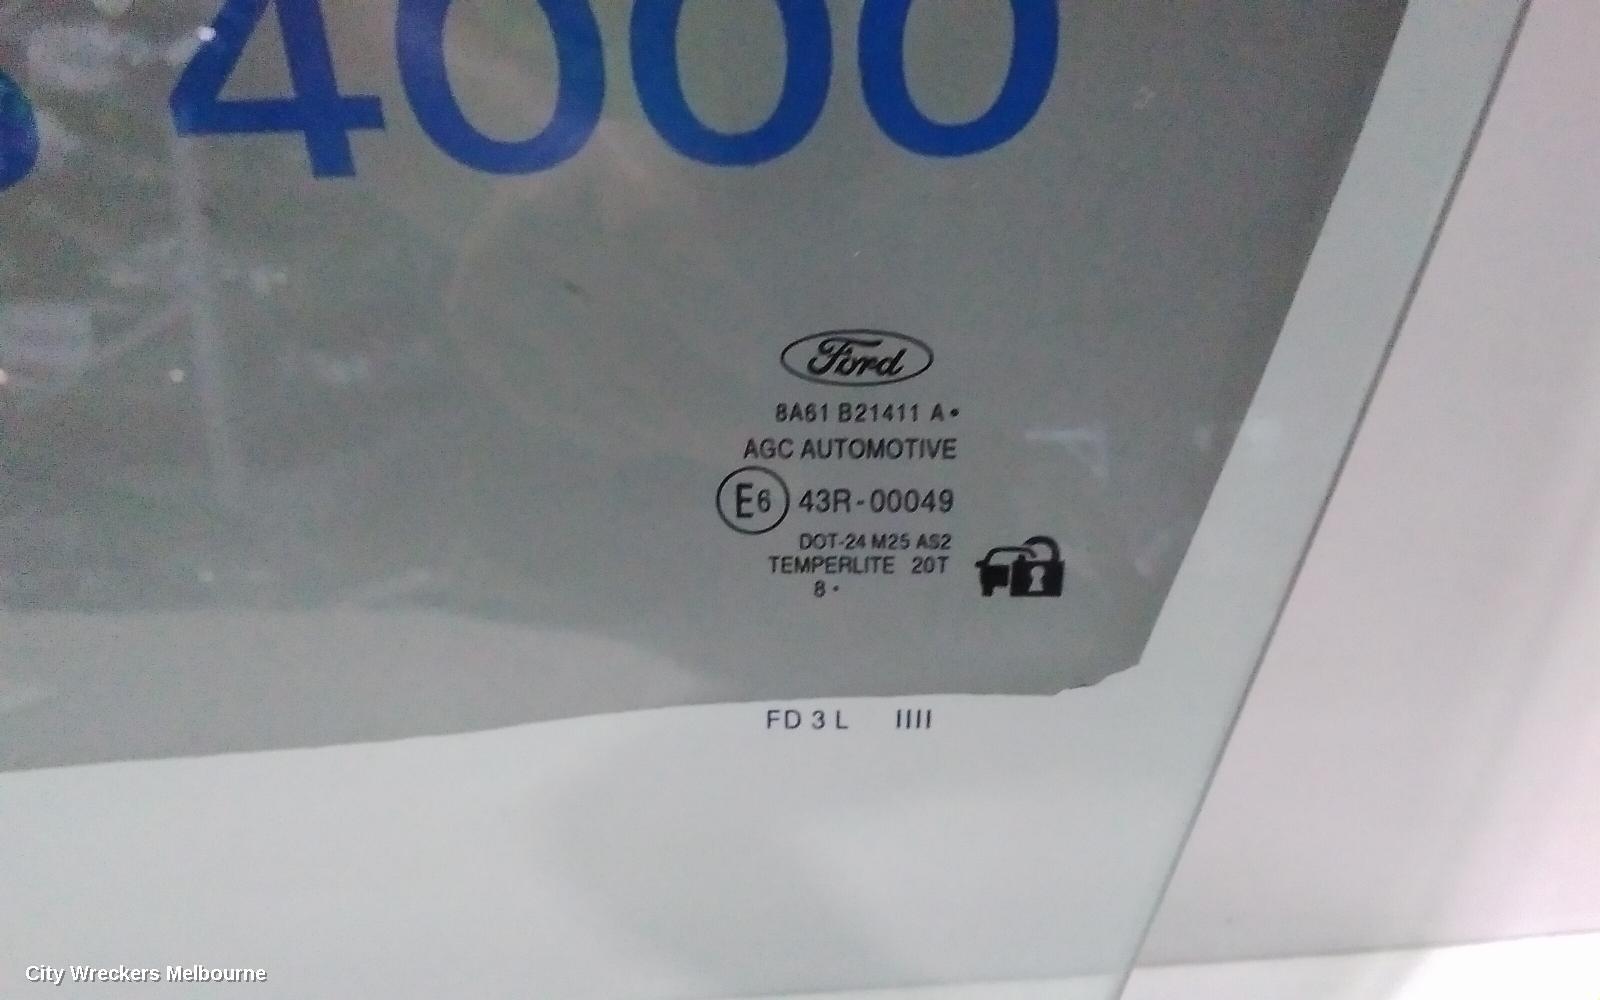 4000
Ford
8A61 B21411 A•
AGC AUTOMOTIVE
E6 43R-00049
DOT-24 M25 AS2
TEMPERLITE 20T
8 •
FD 3 L IIII
City Wreckers Melbourne